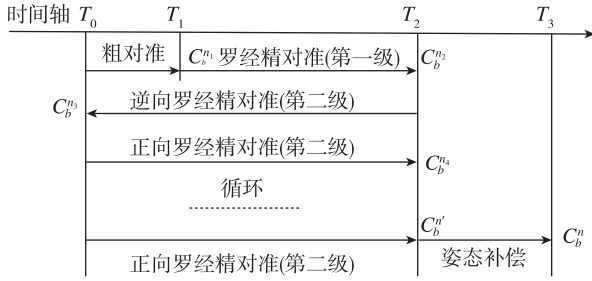 时间轴 T₀ T₁ T₂ T₃
粗对准 C_b^{n₁} 罗经精对准(第一级) C_b^{n₂}
逆向罗经精对准(第二级)
C_b^{n₃}
正向罗经精对准(第二级)
C_b^{n₄}
循环
C_b^{n′}
C_b^{n}
正向罗经精对准(第二级) 姿态补偿